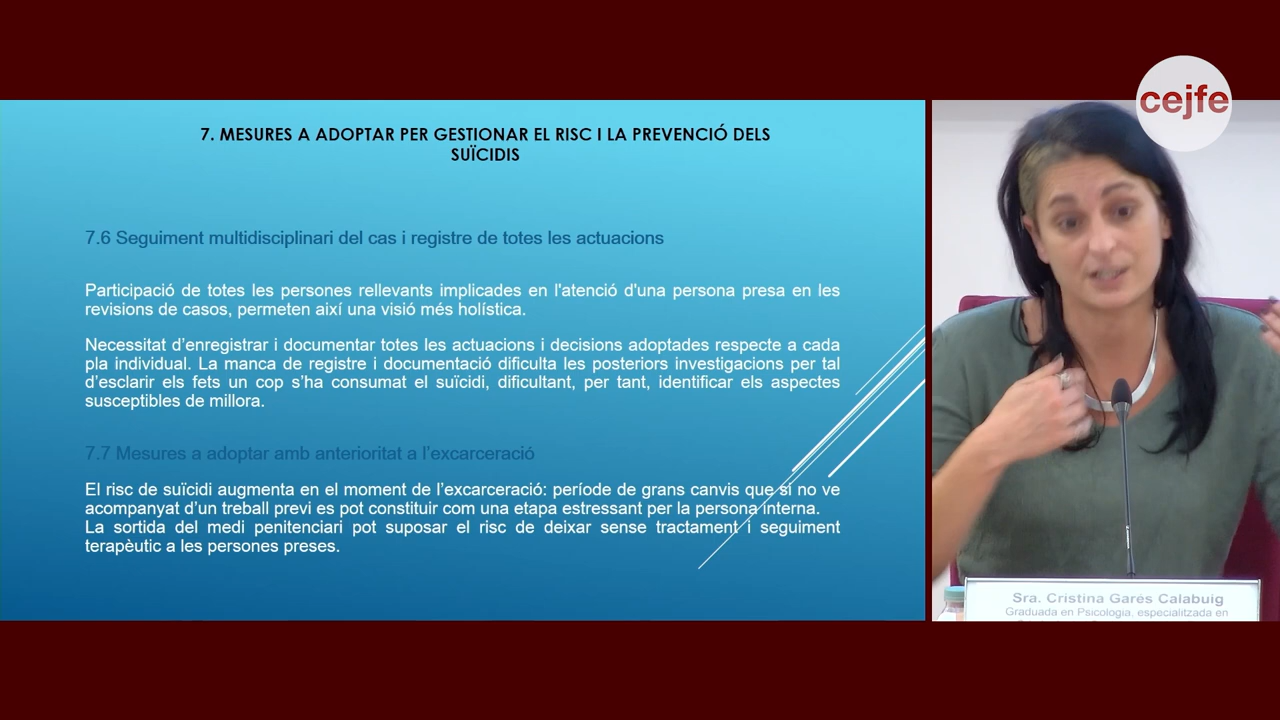 cejfe
7. MESURES A ADOPTAR PER GESTIONAR EL RISC I LA PREVENCIÓ DELS
SUÏCIDIS
7.6 Seguiment multidisciplinari del cas i registre de totes les actuacions
Participació de totes les persones rellevants implicades en l'atenció d'una persona presa en les
revisions de casos, permeten així una visió més holística.
Necessitat d’enregistrar i documentar totes les actuacions i decisions adoptades respecte a cada
pla individual. La manca de registre i documentació dificulta les posteriors investigacions per tal
d’esclarir els fets un cop s’ha consumat el suïcidi, dificultant, per tant, identificar els aspectes
susceptibles de millora.
7.7 Mesures a adoptar amb anterioritat a l’excarceració
El risc de suïcidi augmenta en el moment de l’excarceració: període de grans canvis que si no ve
acompanyat d’un treball previ es pot constituir com una etapa estressant per la persona interna.
La sortida del medi penitenciari pot suposar el risc de deixar sense tractament i seguiment
terapèutic a les persones preses.
Sra. Cristina Garés Calabuig
Graduada en Psicologia, especialitzada en